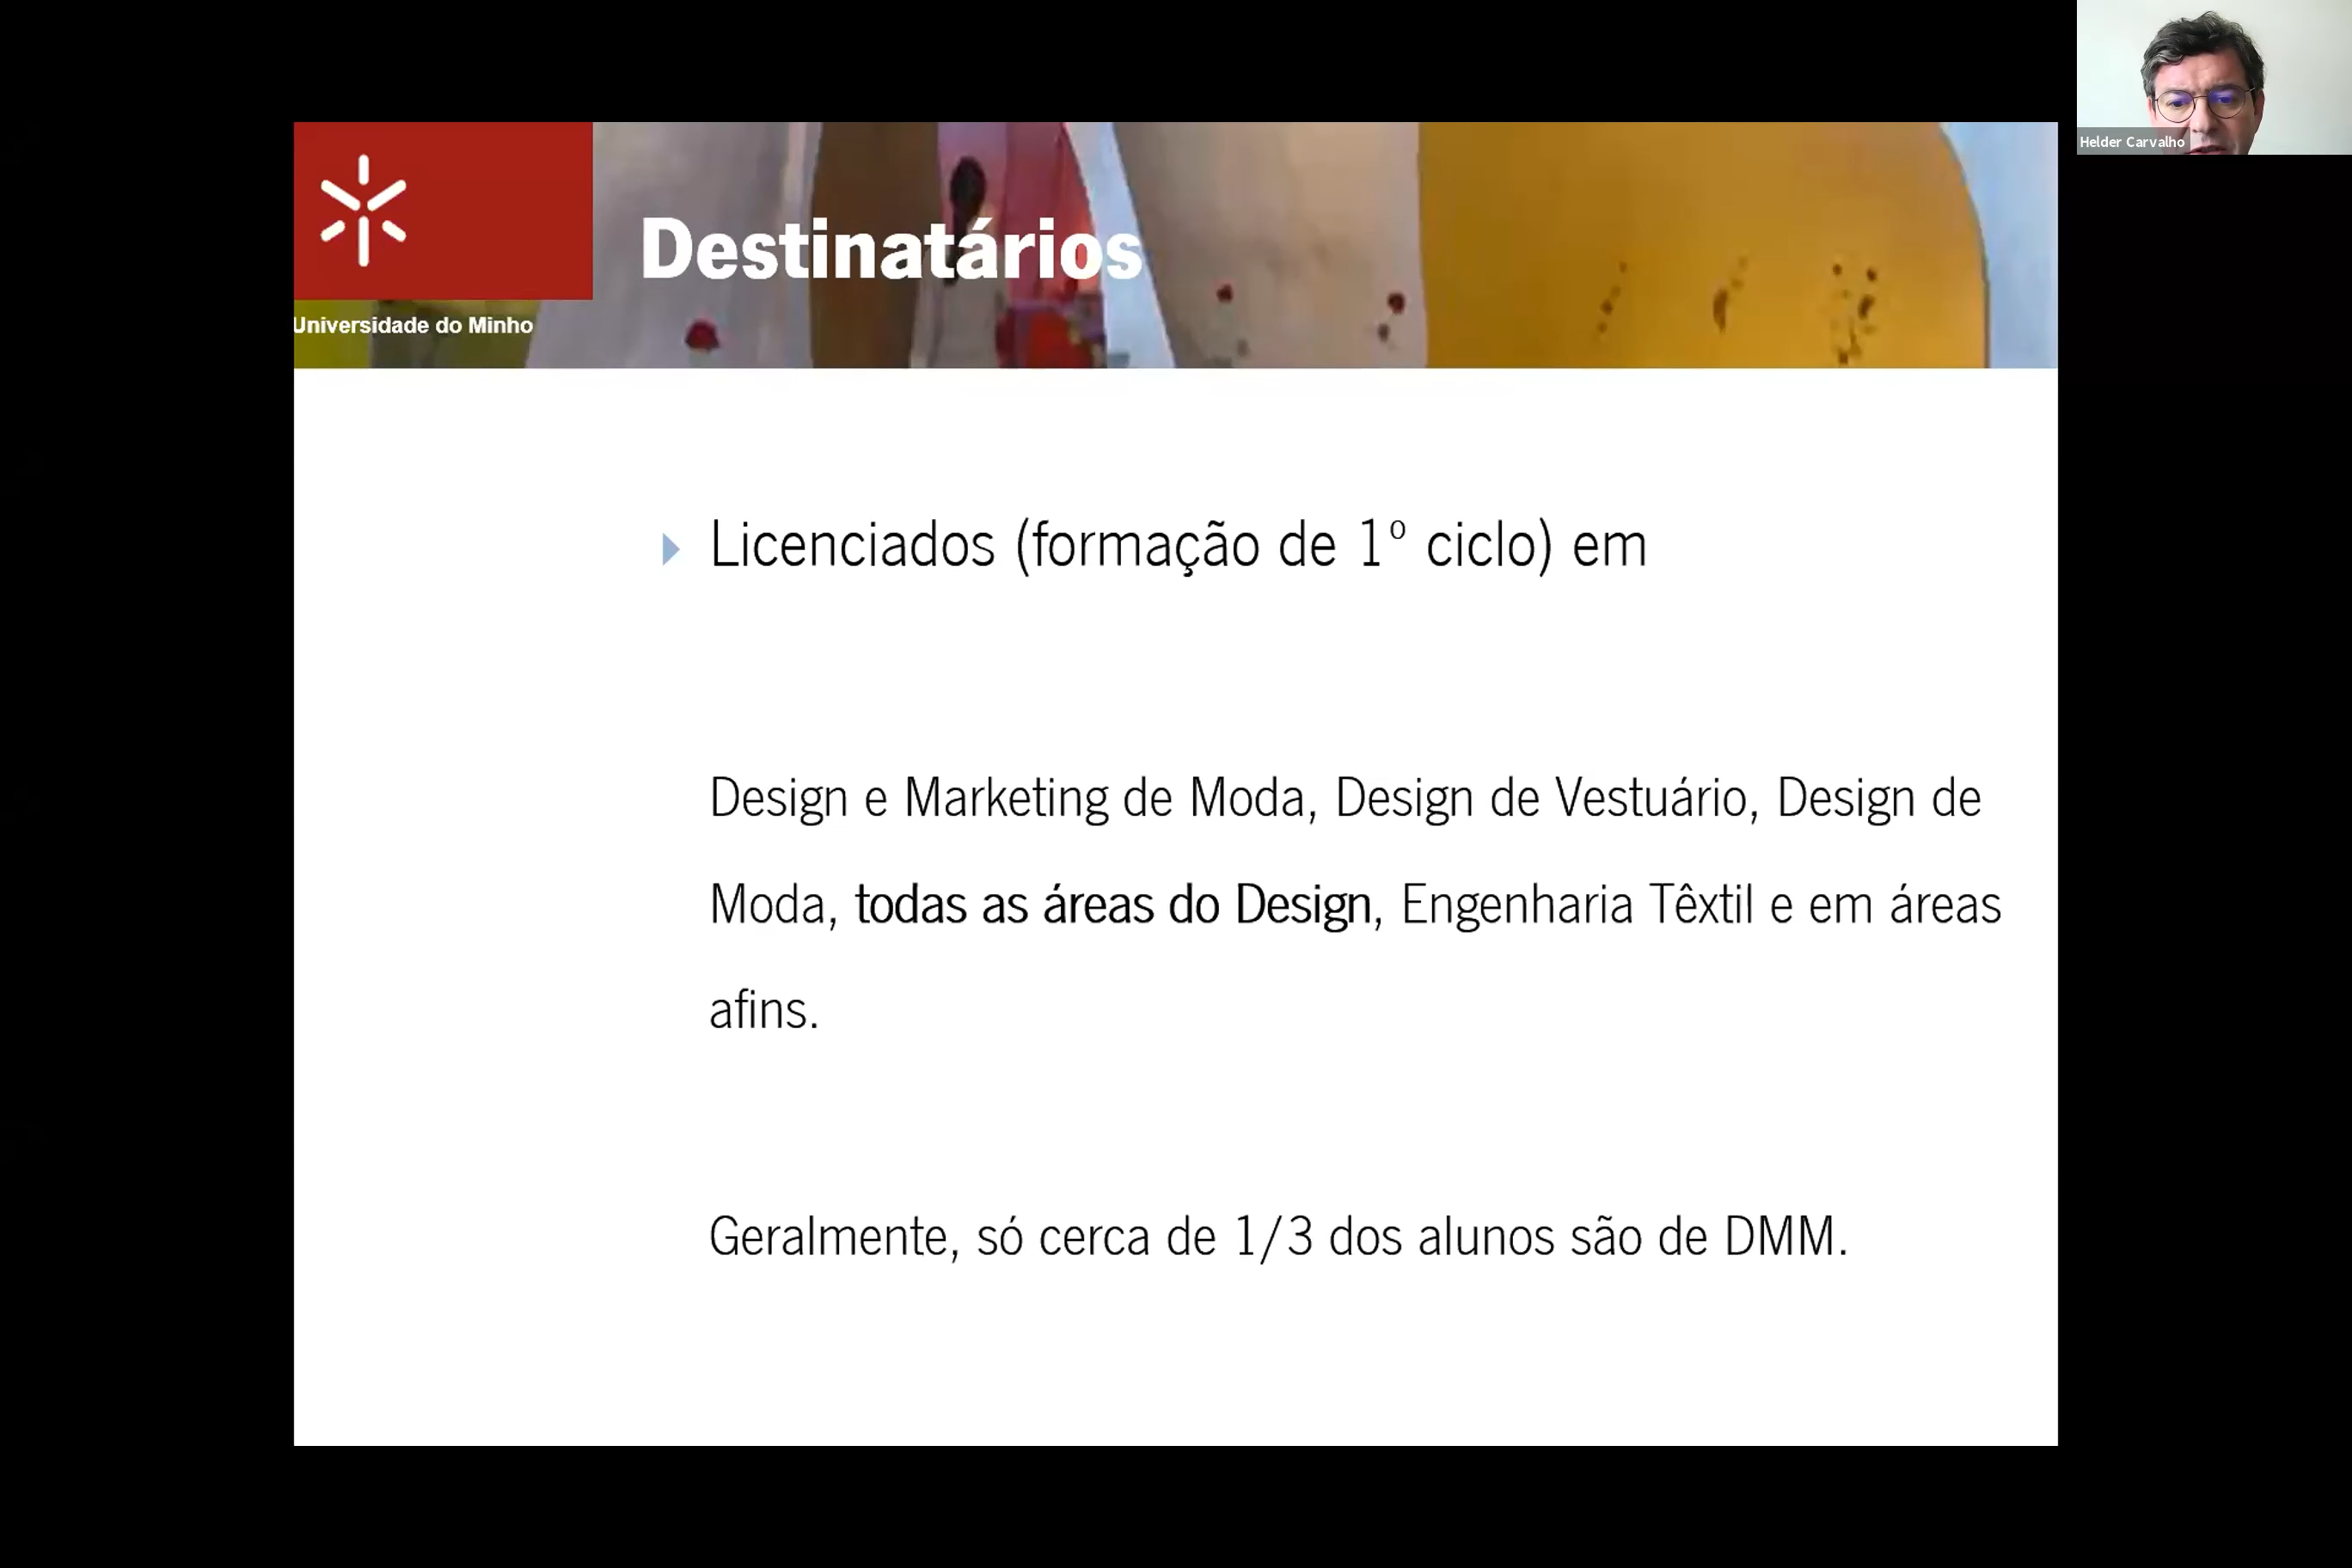 Helder Carvalho
Destinatários
Universidade do Minho
Licenciados (formação de 1º ciclo) em
Design e Marketing de Moda, Design de Vestuário, Design de
Moda, todas as áreas do Design, Engenharia Têxtil e em áreas
afins.
Geralmente, só cerca de 1/3 dos alunos são de DMM.